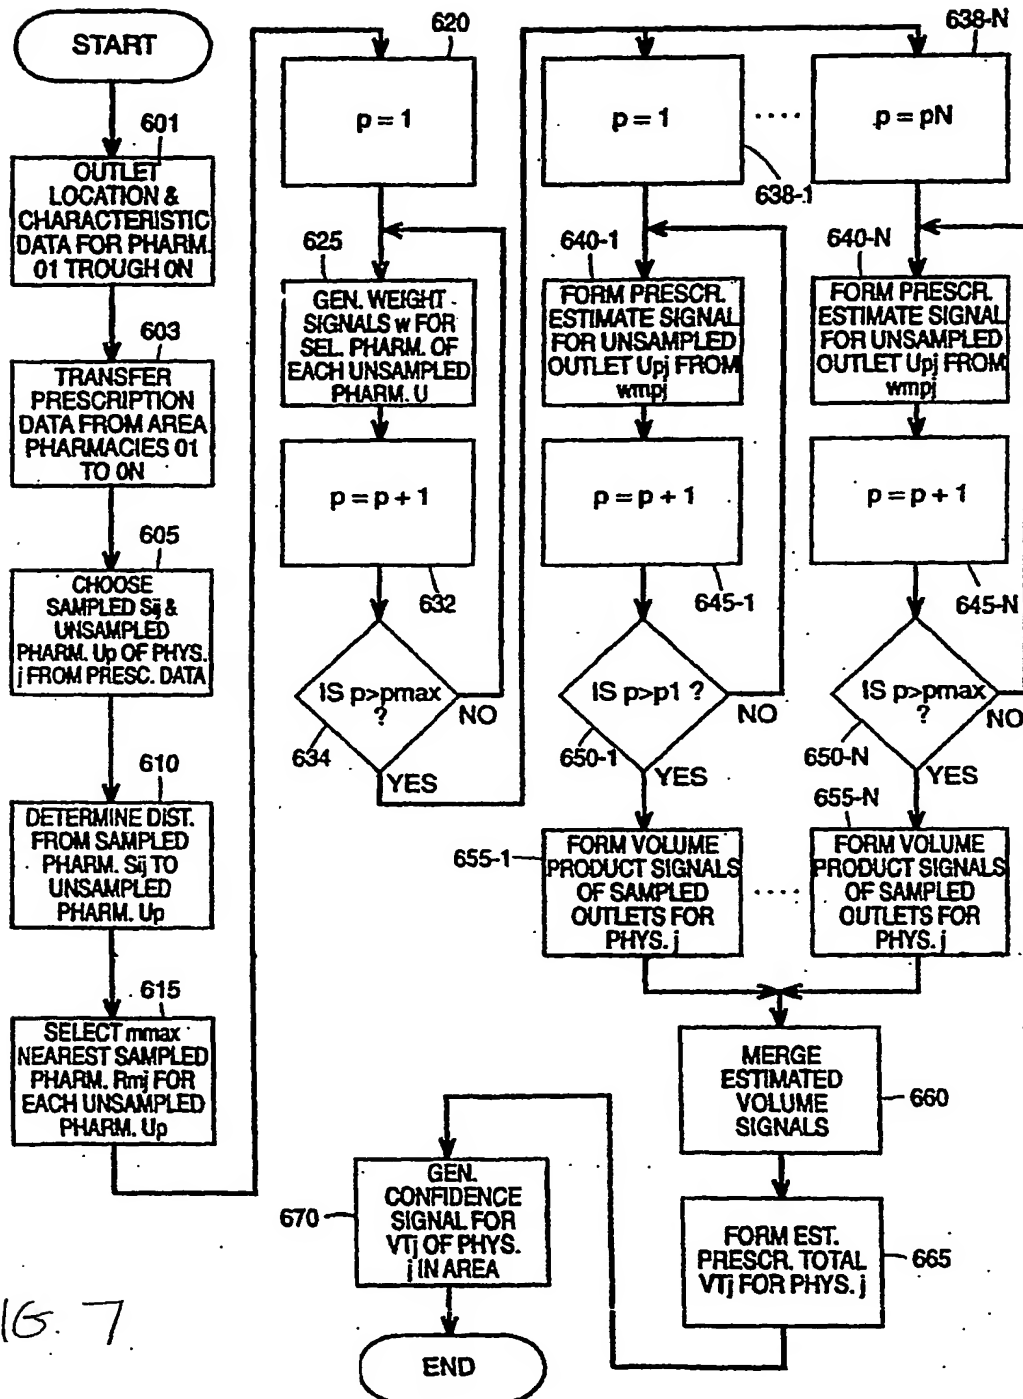 START
601
OUTLET
LOCATION &
CHARACTERISTIC
DATA FOR PHARM.
01 TROUGH 0N
603
TRANSFER
PRESCRIPTION
DATA FROM AREA
PHARMACIES 01
TO 0N
605
CHOOSE
SAMPLED Sij &
UNSAMPLED
PHARM. Up OF PHYS.
j FROM PRESC. DATA
610
DETERMINE DIST.
FROM SAMPLED
PHARM. Sij TO
UNSAMPLED
PHARM. Up
615
SELECT mmax
NEAREST SAMPLED
PHARM. Rmj FOR
EACH UNSAMPLED
PHARM. Up
620
p = 1
625
GEN. WEIGHT
SIGNALS w FOR
SEL. PHARM. OF
EACH UNSAMPLED
PHARM. U
p = p + 1
632
IS p>pmax
?
NO
634
YES
p = 1
638-1
....
638-N
p = pN
640-1
FORM PRESCR.
ESTIMATE SIGNAL
FOR UNSAMPLED
OUTLET Upj FROM
wmpj
p = p + 1
645-1
IS p>p1 ?
NO
650-1
YES
655-1
FORM VOLUME
PRODUCT SIGNALS
OF SAMPLED
OUTLETS FOR
PHYS. j
....
640-N
FORM PRESCR.
ESTIMATE SIGNAL
FOR UNSAMPLED
OUTLET Upj FROM
wmpj
p = p + 1
645-N
IS p>pmax
?
NO
650-N
YES
655-N
FORM VOLUME
PRODUCT SIGNALS
OF SAMPLED
OUTLETS FOR
PHYS. j
MERGE
ESTIMATED
VOLUME
SIGNALS
660
FORM EST.
PRESCR. TOTAL
VTj FOR PHYS. j
665
670
GEN.
CONFIDENCE
SIGNAL FOR
VTj OF PHYS.
j IN AREA
END
IG. 7